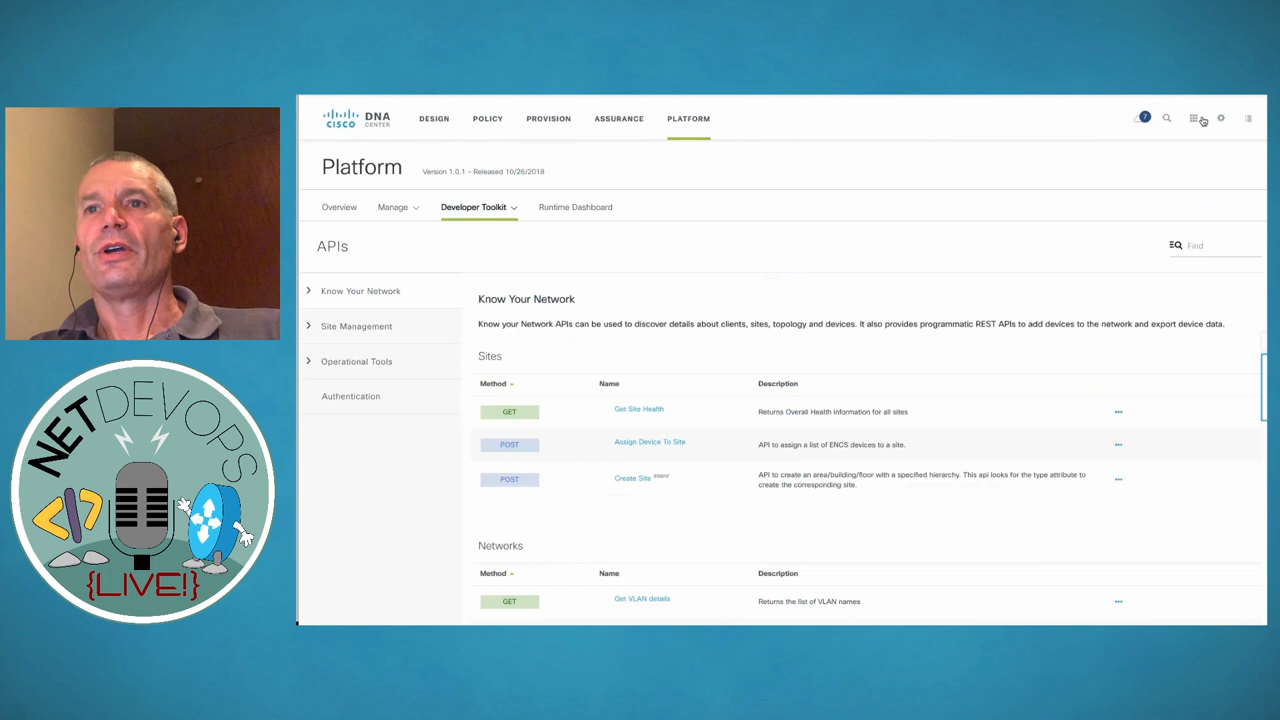 NETDEVOPS
{LIVE!}
CISCO DNA CENTER
DESIGN POLICY PROVISION ASSURANCE PLATFORM
7
Platform Version 1.0.1 – Released 10/26/2018
Overview Manage Developer Toolkit Runtime Dashboard
APIs
Find
Know Your Network
Site Management
Operational Tools
Authentication
Know Your Network
Know your Network APIs can be used to discover details about clients, sites, topology and devices. It also provides programmatic REST APIs to add devices to the network and export device data.
Sites
Method Name Description
GET Get Site Health Returns Overall Health information for all sites
POST Assign Device To Site API to assign a list of ENCS devices to a site.
POST Create Site Intent API to create an area/building/floor with a specified hierarchy. This api looks for the type attribute to
create the corresponding site.
Networks
Method Name Description
GET Get VLAN details Returns the list of VLAN names